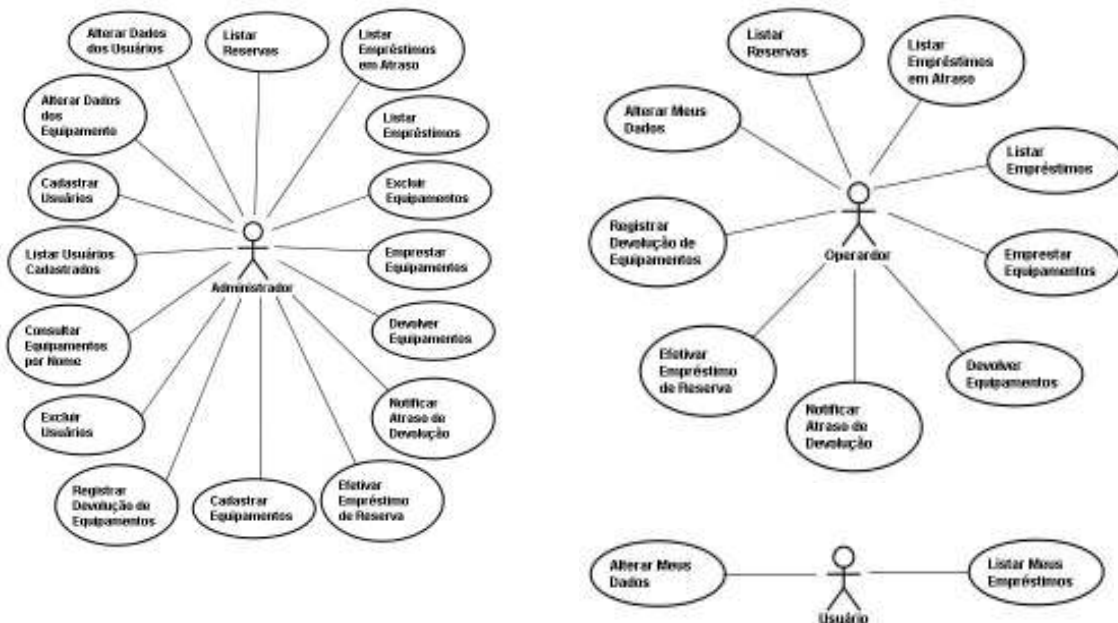 Alterar Dados
dos Usuários
Listar
Reservas
Listar
Empréstimos
em Atraso
Alterar Dados
dos
Equipamento
Listar
Empréstimos
Cadastrar
Usuários
Excluir
Equipamentos
Listar Usuários
Cadastrados
Emprestar
Equipamentos
Administrador
Consultar
Equipamentos
por Nome
Devolver
Equipamentos
Excluir
Usuários
Notificar
Atraso de
Devolução
Registrar
Devolução de
Equipamentos
Cadastrar
Equipamentos
Efetivar
Empréstimo
de Reserva
Listar
Reservas
Listar
Empréstimos
em Atraso
Alterar Meus
Dados
Listar
Empréstimos
Registrar
Devolução de
Equipamentos
Operardor
Emprestar
Equipamentos
Efetivar
Empréstimo
de Reserva
Devolver
Equipamentos
Notificar
Atraso de
Devolução
Alterar Meus
Dados
Listar Meus
Empréstimos
Usuário